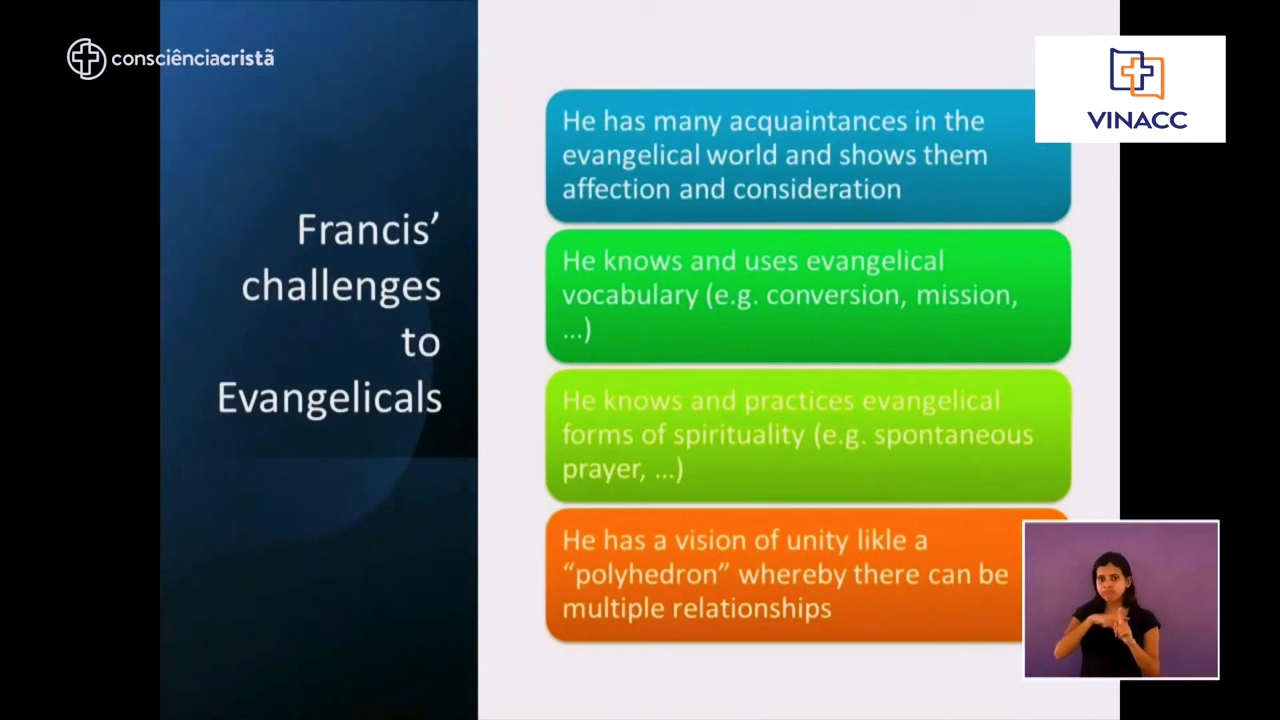 consciênciacristã
VINACC
Francis’
challenges
to
Evangelicals
He has many acquaintances in the
evangelical world and shows them
affection and consideration
He knows and uses evangelical
vocabulary (e.g. conversion, mission,
...)
He knows and practices evangelical
forms of spirituality (e.g. spontaneous
prayer, ...)
He has a vision of unity likle a
“polyhedron” whereby there can be
multiple relationships